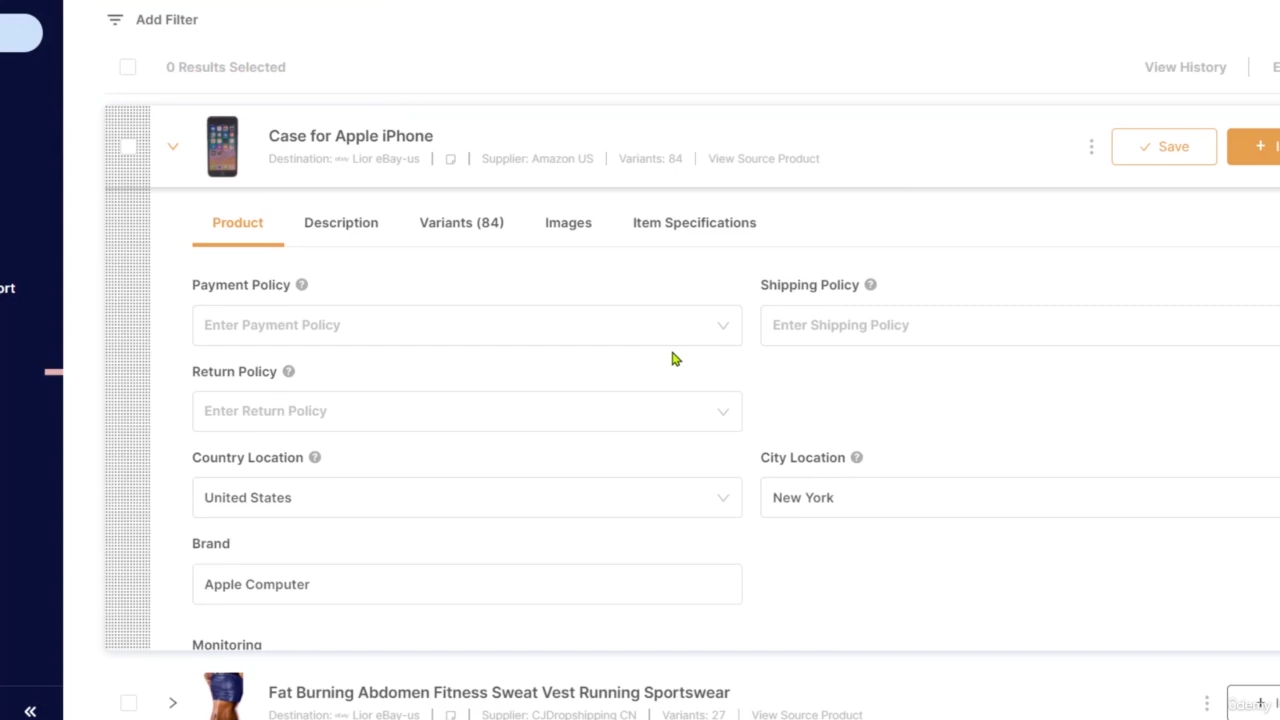 Add Filter
0 Results Selected
View History
E
Case for Apple iPhone
Destination: Lior eBay-us | Supplier: Amazon US | Variants: 84 | View Source Product
Save
+
Product Description Variants (84) Images Item Specifications
ort
Payment Policy Shipping Policy
Enter Payment Policy Enter Shipping Policy
Return Policy
Enter Return Policy
Country Location City Location
United States New York
Brand
Apple Computer
Monitoring
Fat Burning Abdomen Fitness Sweat Vest Running Sportswear
Destination: Lior eBay-us | Supplier: CJDropshipping CN | Variants: 27 | View Source Product
ûdemy